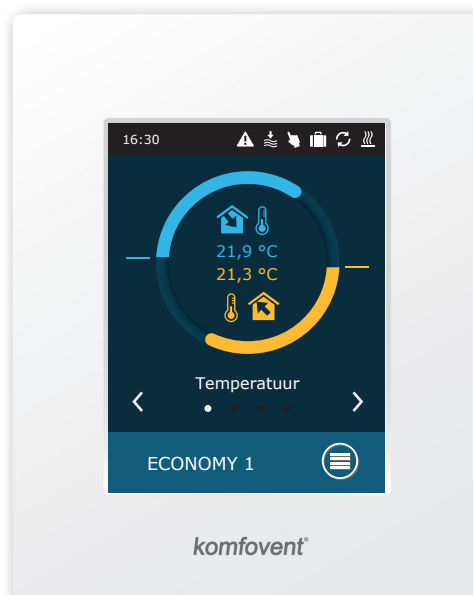 16:30
21,9 °C
21,3 °C
Temperatuur
ECONOMY 1
komfovent®